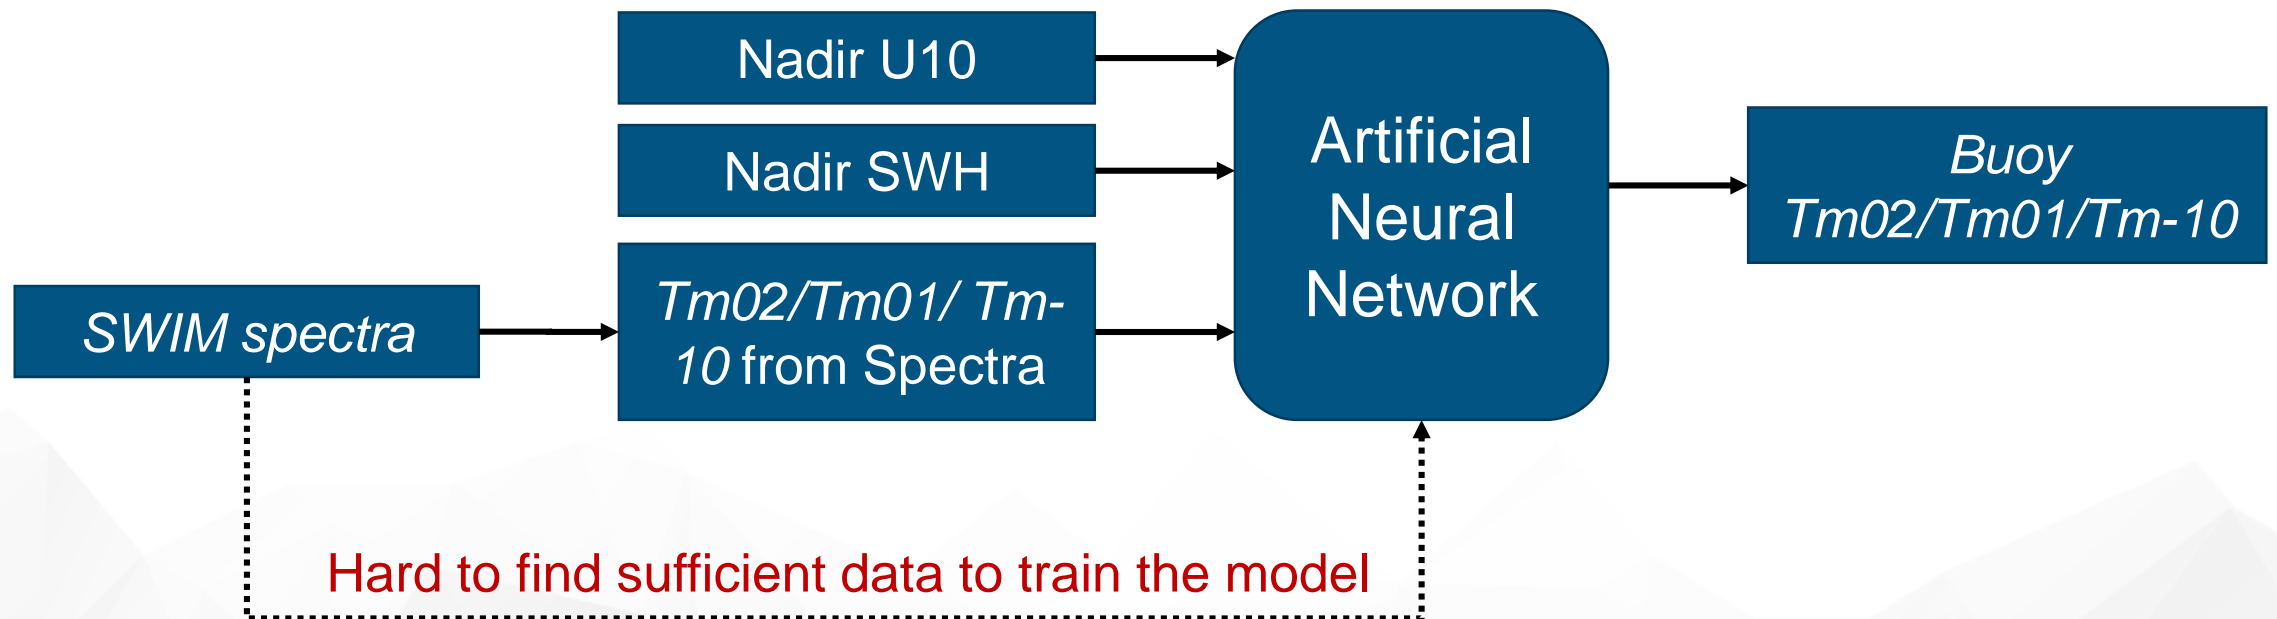 Nadir U10
Nadir SWH
SWIM spectra
Tm02/Tm01/ Tm-
10 from Spectra
Artificial
Neural
Network
Buoy
Tm02/Tm01/Tm-10
Hard to find sufficient data to train the model